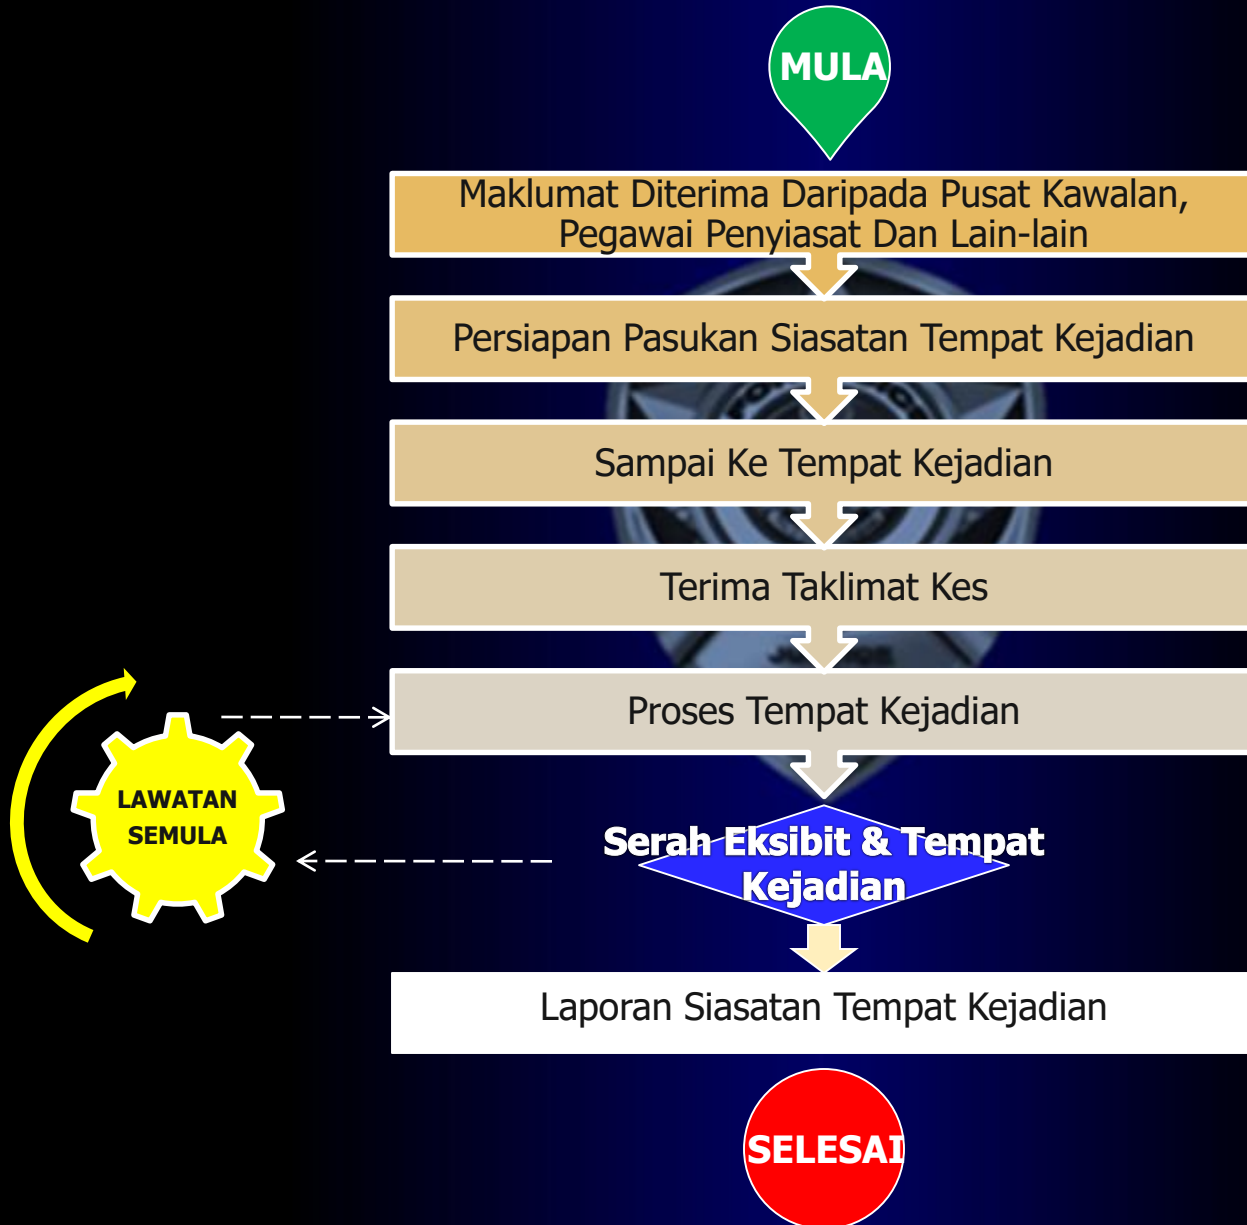 MULA
Maklumat Diterima Daripada Pusat Kawalan,
Pegawai Penyiasat Dan Lain-lain
Persiapan Pasukan Siasatan Tempat Kejadian
Sampai Ke Tempat Kejadian
Terima Taklimat Kes
Proses Tempat Kejadian
LAWATAN
SEMULA
Serah Eksibit & Tempat
Kejadian
Laporan Siasatan Tempat Kejadian
SELESAI